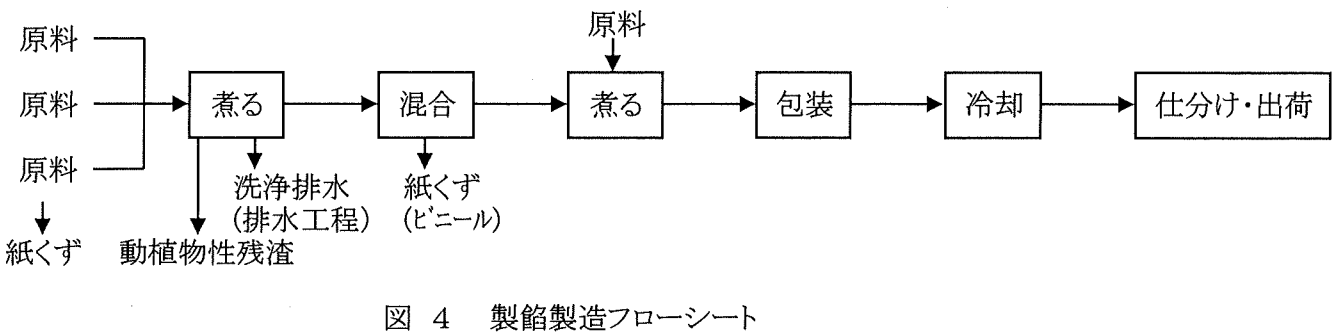 原料
原料
原料
原料
煮る
混合
煮る
包装
冷却
仕分け・出荷
洗浄排水
(排水工程)
紙くず
(ビニール)
紙くず
動植物性残渣
図 4 製餡製造フローシート